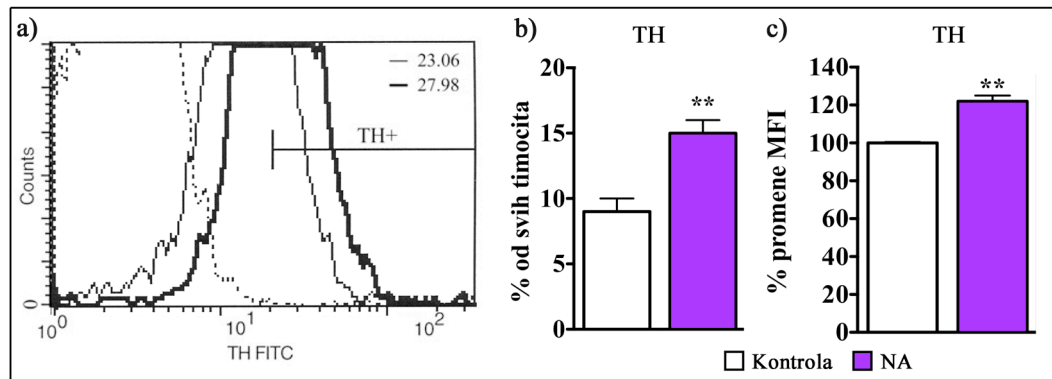 a)
23.06
27.98
TH+
Counts
0
10^0
10^1
10^2
TH FITC
b)
TH
% od svih timocita
20
15
10
5
0
**
c)
TH
% promene MFI
140
120
100
80
60
40
20
0
**
Kontrola
NA